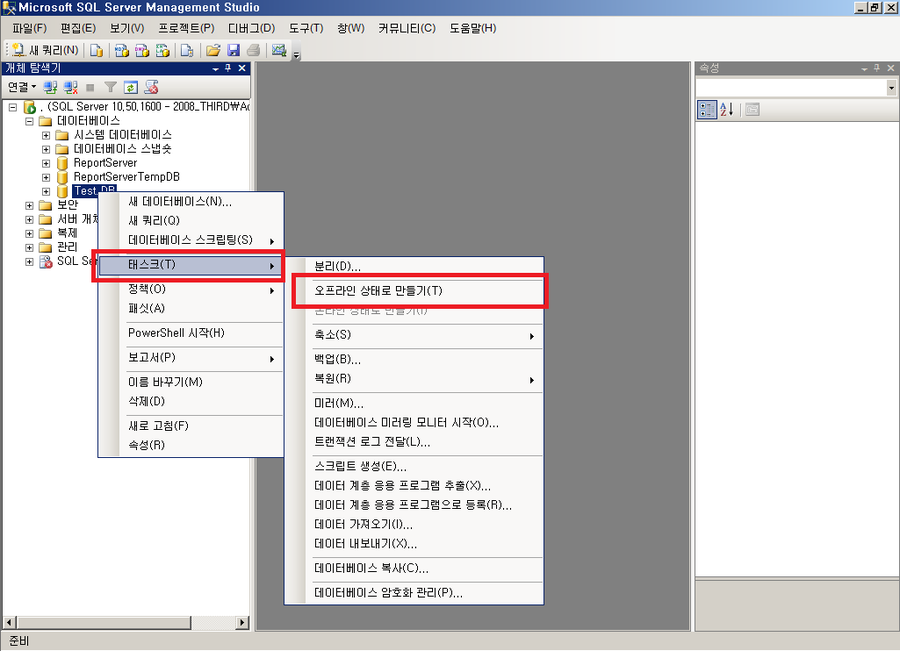 Microsoft SQL Server Management Studio
파일(F) 편집(E) 보기(V) 프로젝트(P) 디버그(D) 도구(T) 창(W) 커뮤니티(C) 도움말(H)
새 쿼리(N)
개체 탐색기
속성
연결
. (SQL Server 10,50,1600 - 2008_THIRD₩Ac
데이터베이스
시스템 데이터베이스
데이터베이스 스냅숏
ReportServer
ReportServerTempDB
Test_DB
보안
서버 개체
복제
관리
SQL Ser
새 데이터베이스(N)...
새 쿼리(Q)
데이터베이스 스크립팅(S)
태스크(T)
정책(O)
패싯(A)
PowerShell 시작(H)
보고서(P)
이름 바꾸기(M)
삭제(D)
새로 고침(F)
속성(R)
분리(D)...
오프라인 상태로 만들기(T)
온라인 상태로 만들기(I)
축소(S)
백업(B)...
복원(R)
미러(M)...
데이터베이스 미러링 모니터 시작(O)...
트랜잭션 로그 전달(L)...
스크립트 생성(E)...
데이터 계층 응용 프로그램 추출(X)...
데이터 계층 응용 프로그램으로 등록(R)...
데이터 가져오기(I)...
데이터 내보내기(X)...
데이터베이스 복사(C)...
데이터베이스 암호화 관리(P)...
준비